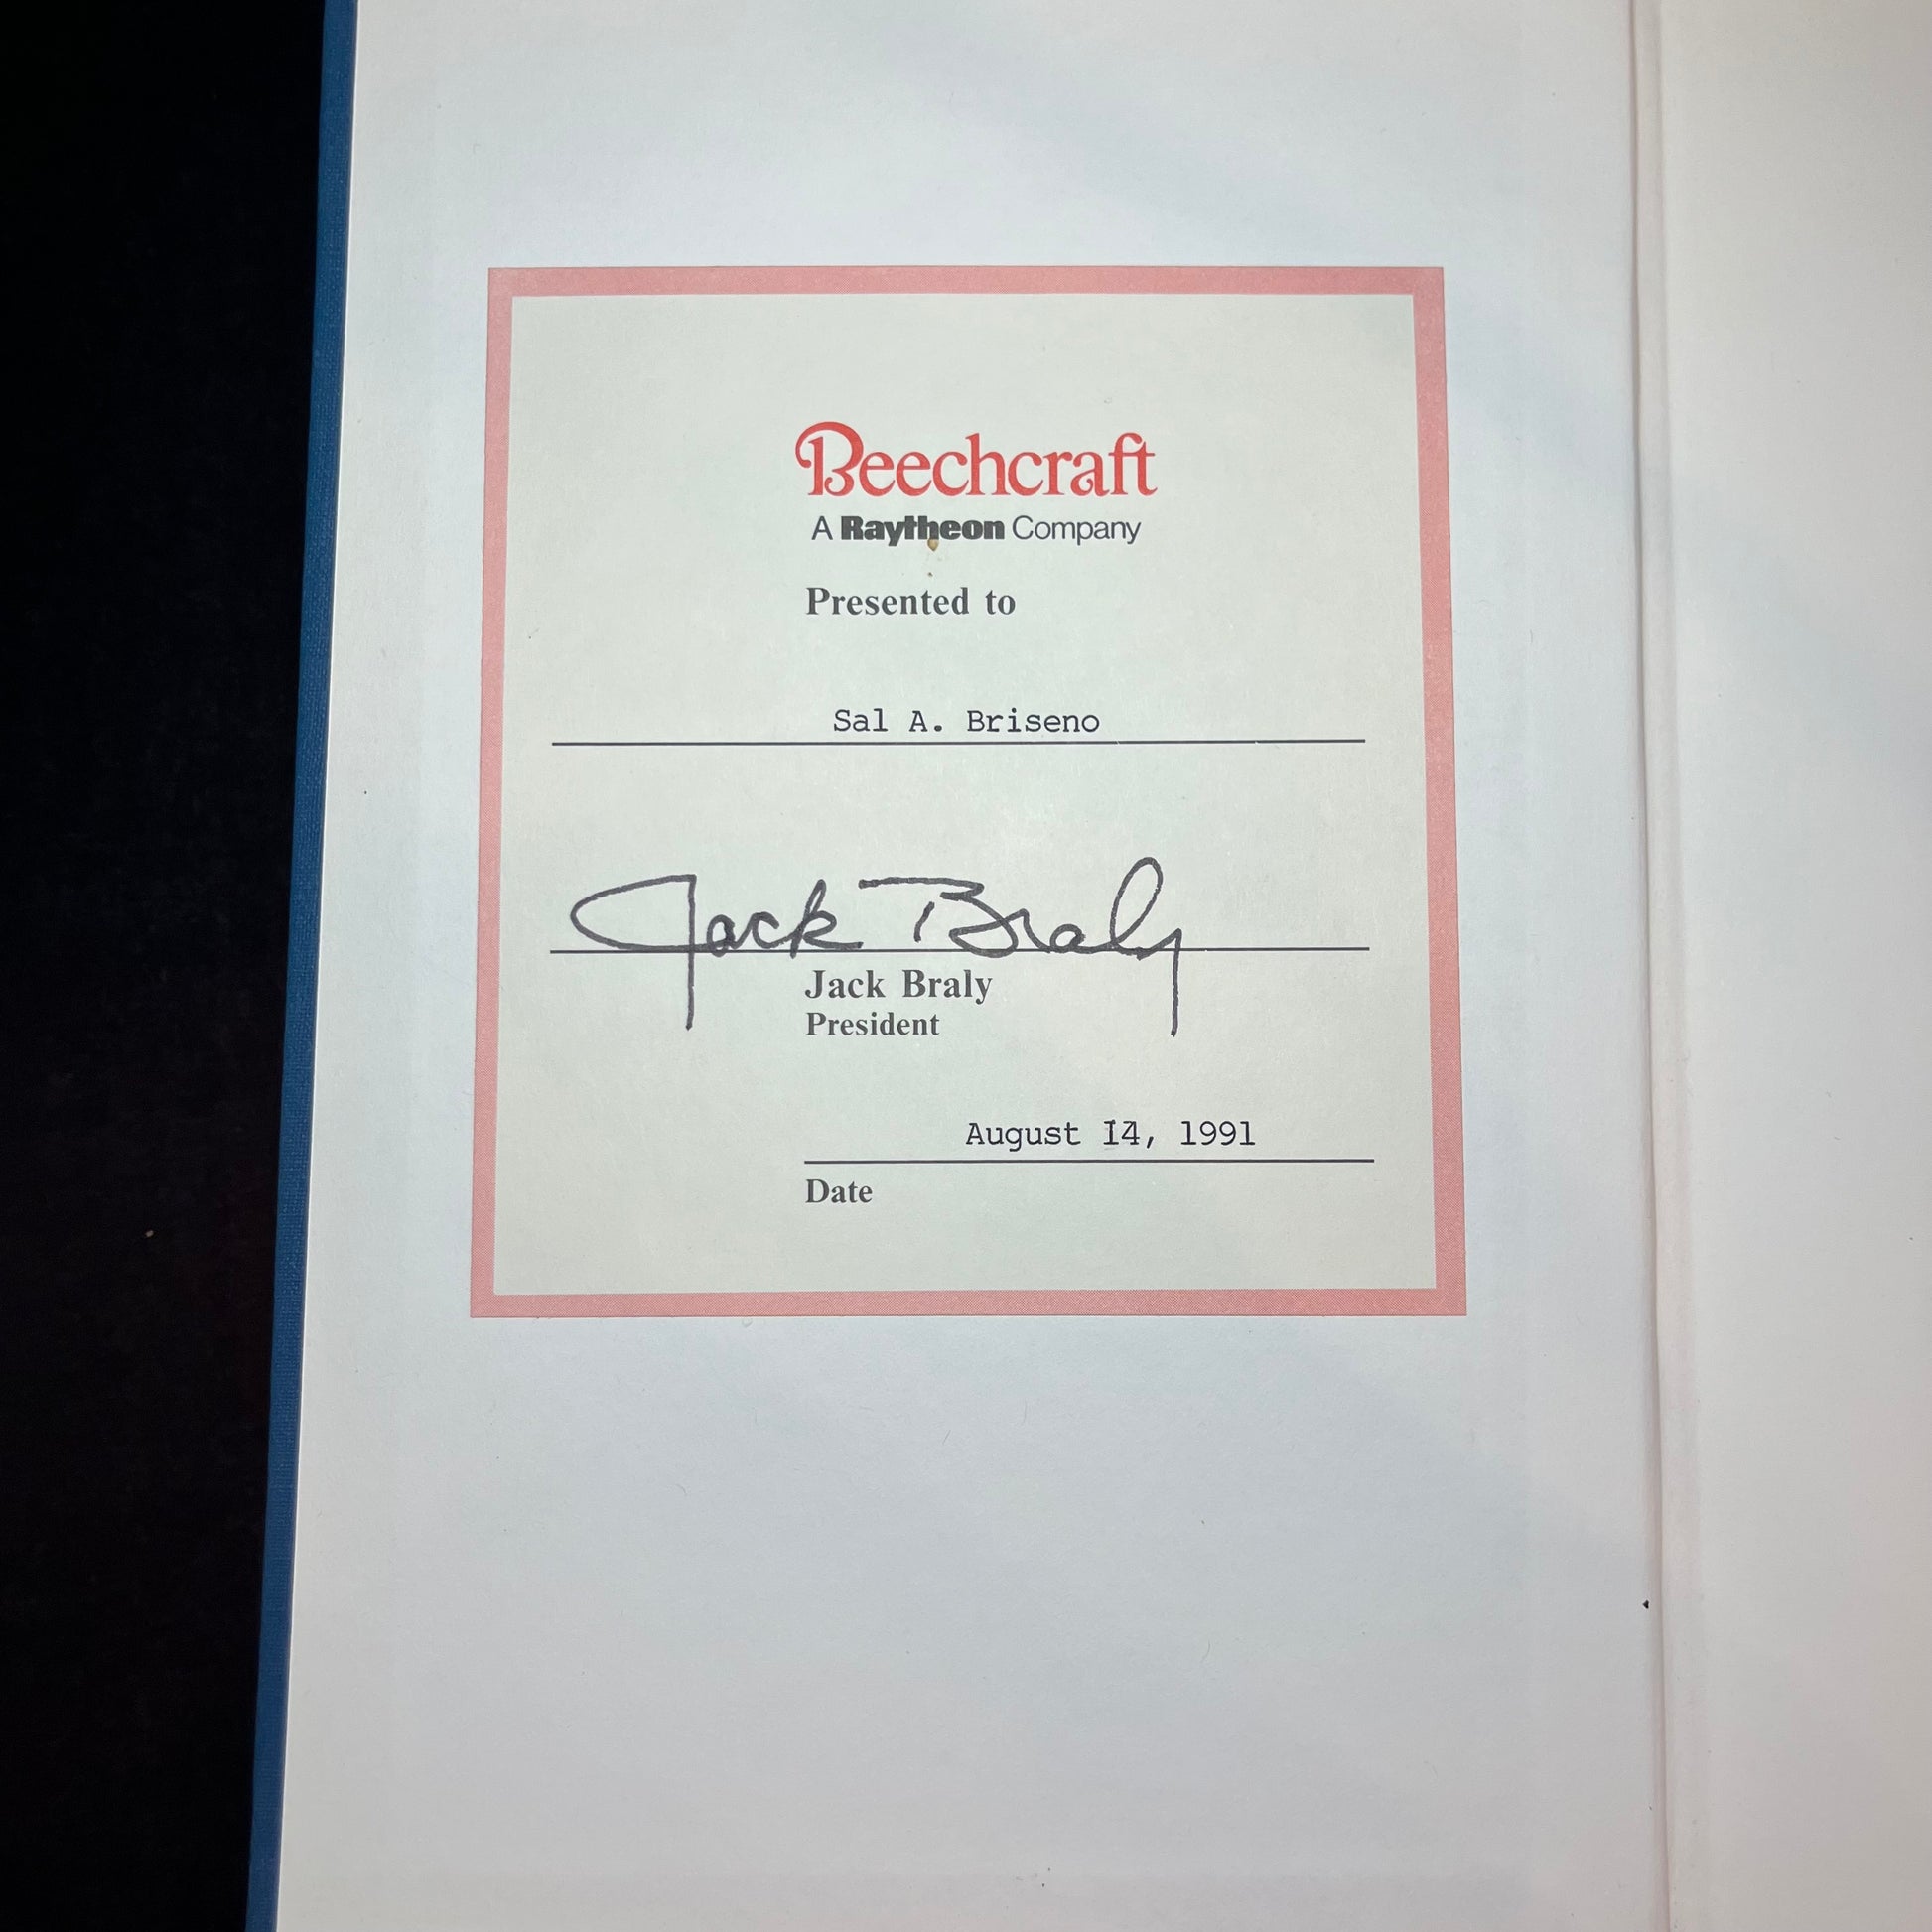 Beechcraft
A Raytheon Company
Presented to
Sal A. Briseno
Jack Braly
Jack Braly
President
August 14, 1991
Date